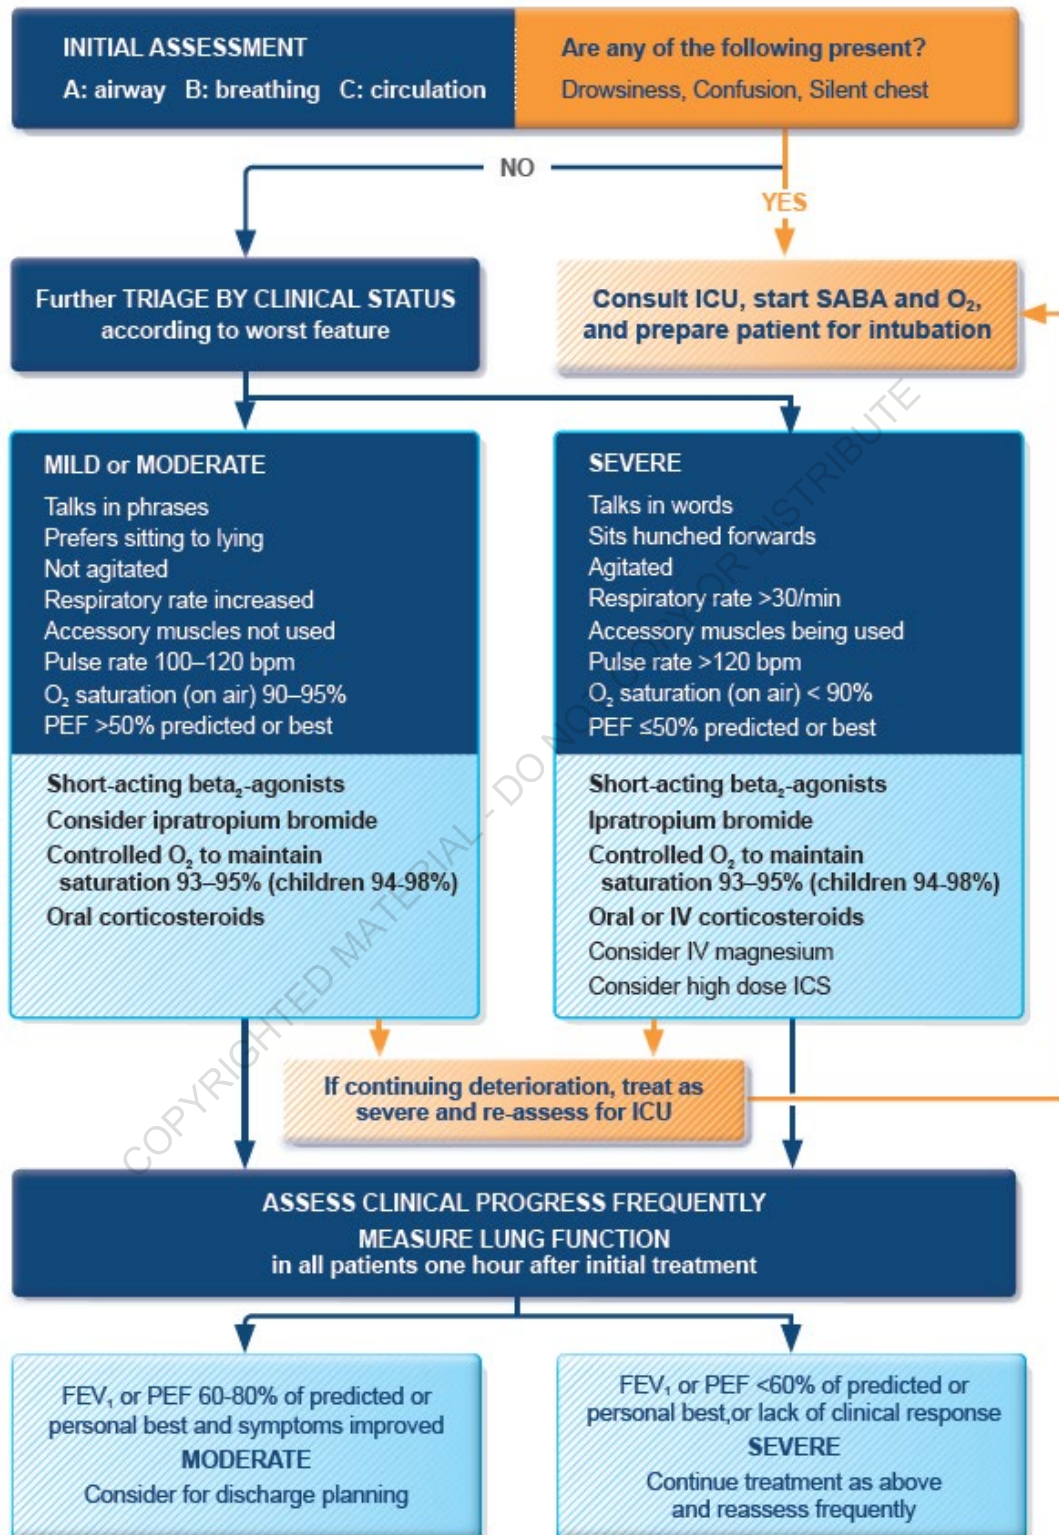 INITIAL ASSESSMENT
A: airway B: breathing C: circulation
Are any of the following present?
Drowsiness, Confusion, Silent chest
NO
YES
Further TRIAGE BY CLINICAL STATUS
according to worst feature
Consult ICU, start SABA and O₂,
and prepare patient for intubation
MILD or MODERATE
Talks in phrases
Prefers sitting to lying
Not agitated
Respiratory rate increased
Accessory muscles not used
Pulse rate 100–120 bpm
O₂ saturation (on air) 90–95%
PEF >50% predicted or best
Short-acting beta₂-agonists
Consider ipratropium bromide
Controlled O₂ to maintain
saturation 93–95% (children 94-98%)
Oral corticosteroids
SEVERE
Talks in words
Sits hunched forwards
Agitated
Respiratory rate >30/min
Accessory muscles being used
Pulse rate >120 bpm
O₂ saturation (on air) < 90%
PEF ≤50% predicted or best
Short-acting beta₂-agonists
Ipratropium bromide
Controlled O₂ to maintain
saturation 93–95% (children 94-98%)
Oral or IV corticosteroids
Consider IV magnesium
Consider high dose ICS
If continuing deterioration, treat as
severe and re-assess for ICU
ASSESS CLINICAL PROGRESS FREQUENTLY
MEASURE LUNG FUNCTION
in all patients one hour after initial treatment
FEV₁ or PEF 60-80% of predicted or
personal best and symptoms improved
MODERATE
Consider for discharge planning
FEV₁ or PEF <60% of predicted or
personal best,or lack of clinical response
SEVERE
Continue treatment as above
and reassess frequently
COPYRIGHTED MATERIAL - DO NOT COPY OR DISTRIBUTE